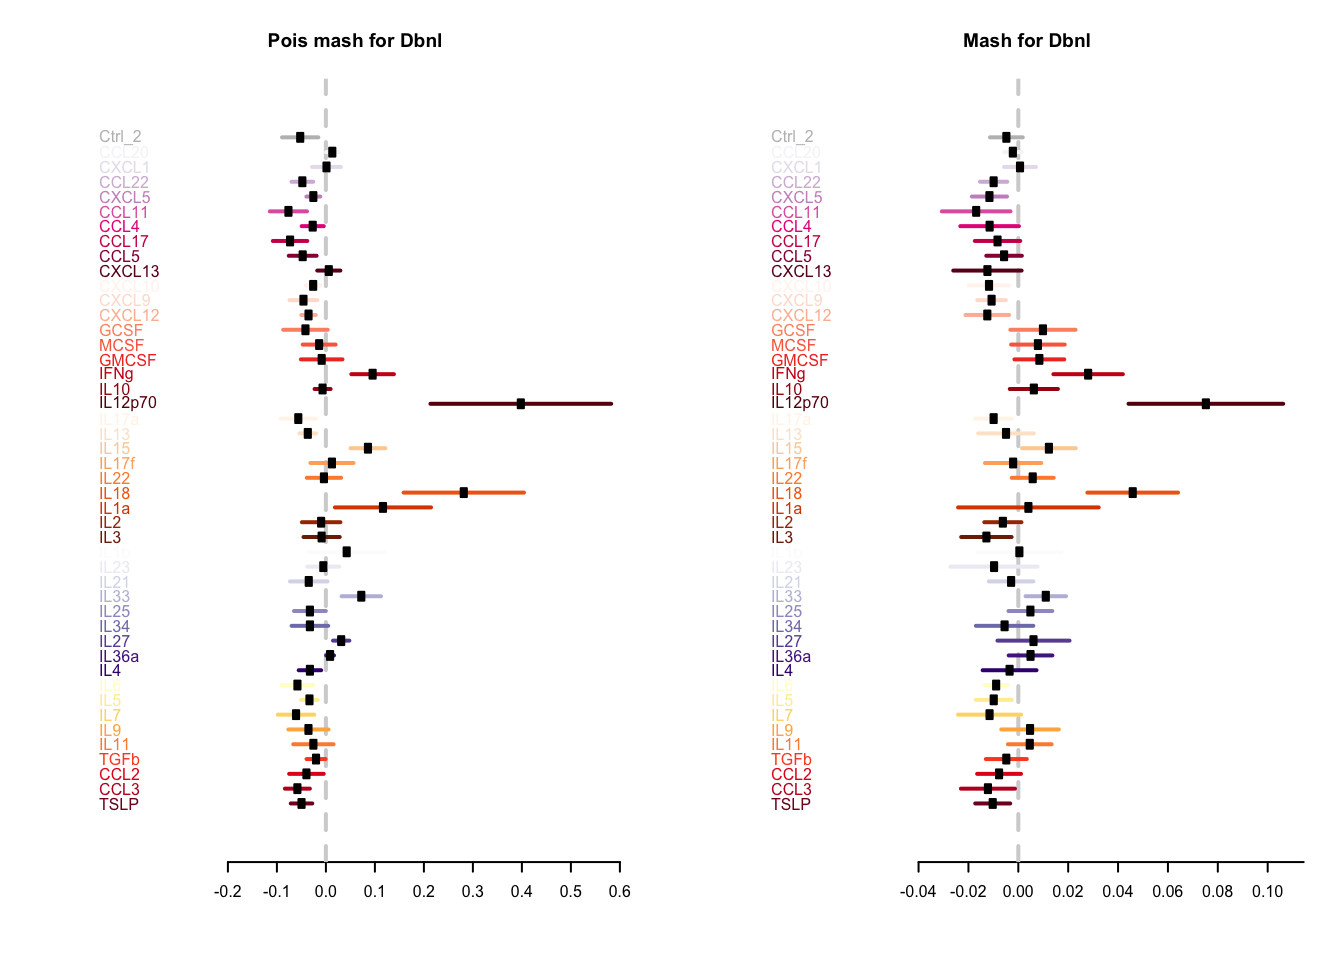 Pois mash for Dbnl
Ctrl_2
CCL20
CXCL1
CCL22
CXCL5
CCL11
CCL4
CCL17
CCL5
CXCL13
CXCL10
CXCL9
CXCL12
GCSF
MCSF
GMCSF
IFNg
IL10
IL12p70
IL17a
IL13
IL15
IL17f
IL22
IL18
IL1a
IL2
IL3
IL23
IL21
IL33
IL25
IL34
IL27
IL36a
IL4
IL5
IL7
IL9
IL11
TGFb
CCL2
CCL3
TSLP
-0.2 -0.1 0.0 0.1 0.2 0.3 0.4 0.5 0.6
Mash for Dbnl
Ctrl_2
CCL20
CXCL1
CCL22
CXCL5
CCL11
CCL4
CCL17
CCL5
CXCL13
CXCL10
CXCL9
CXCL12
GCSF
MCSF
GMCSF
IFNg
IL10
IL12p70
IL17a
IL13
IL15
IL17f
IL22
IL18
IL1a
IL2
IL3
IL23
IL21
IL33
IL25
IL34
IL27
IL36a
IL4
IL5
IL7
IL9
IL11
TGFb
CCL2
CCL3
TSLP
-0.04 -0.02 0.00 0.02 0.04 0.06 0.08 0.10